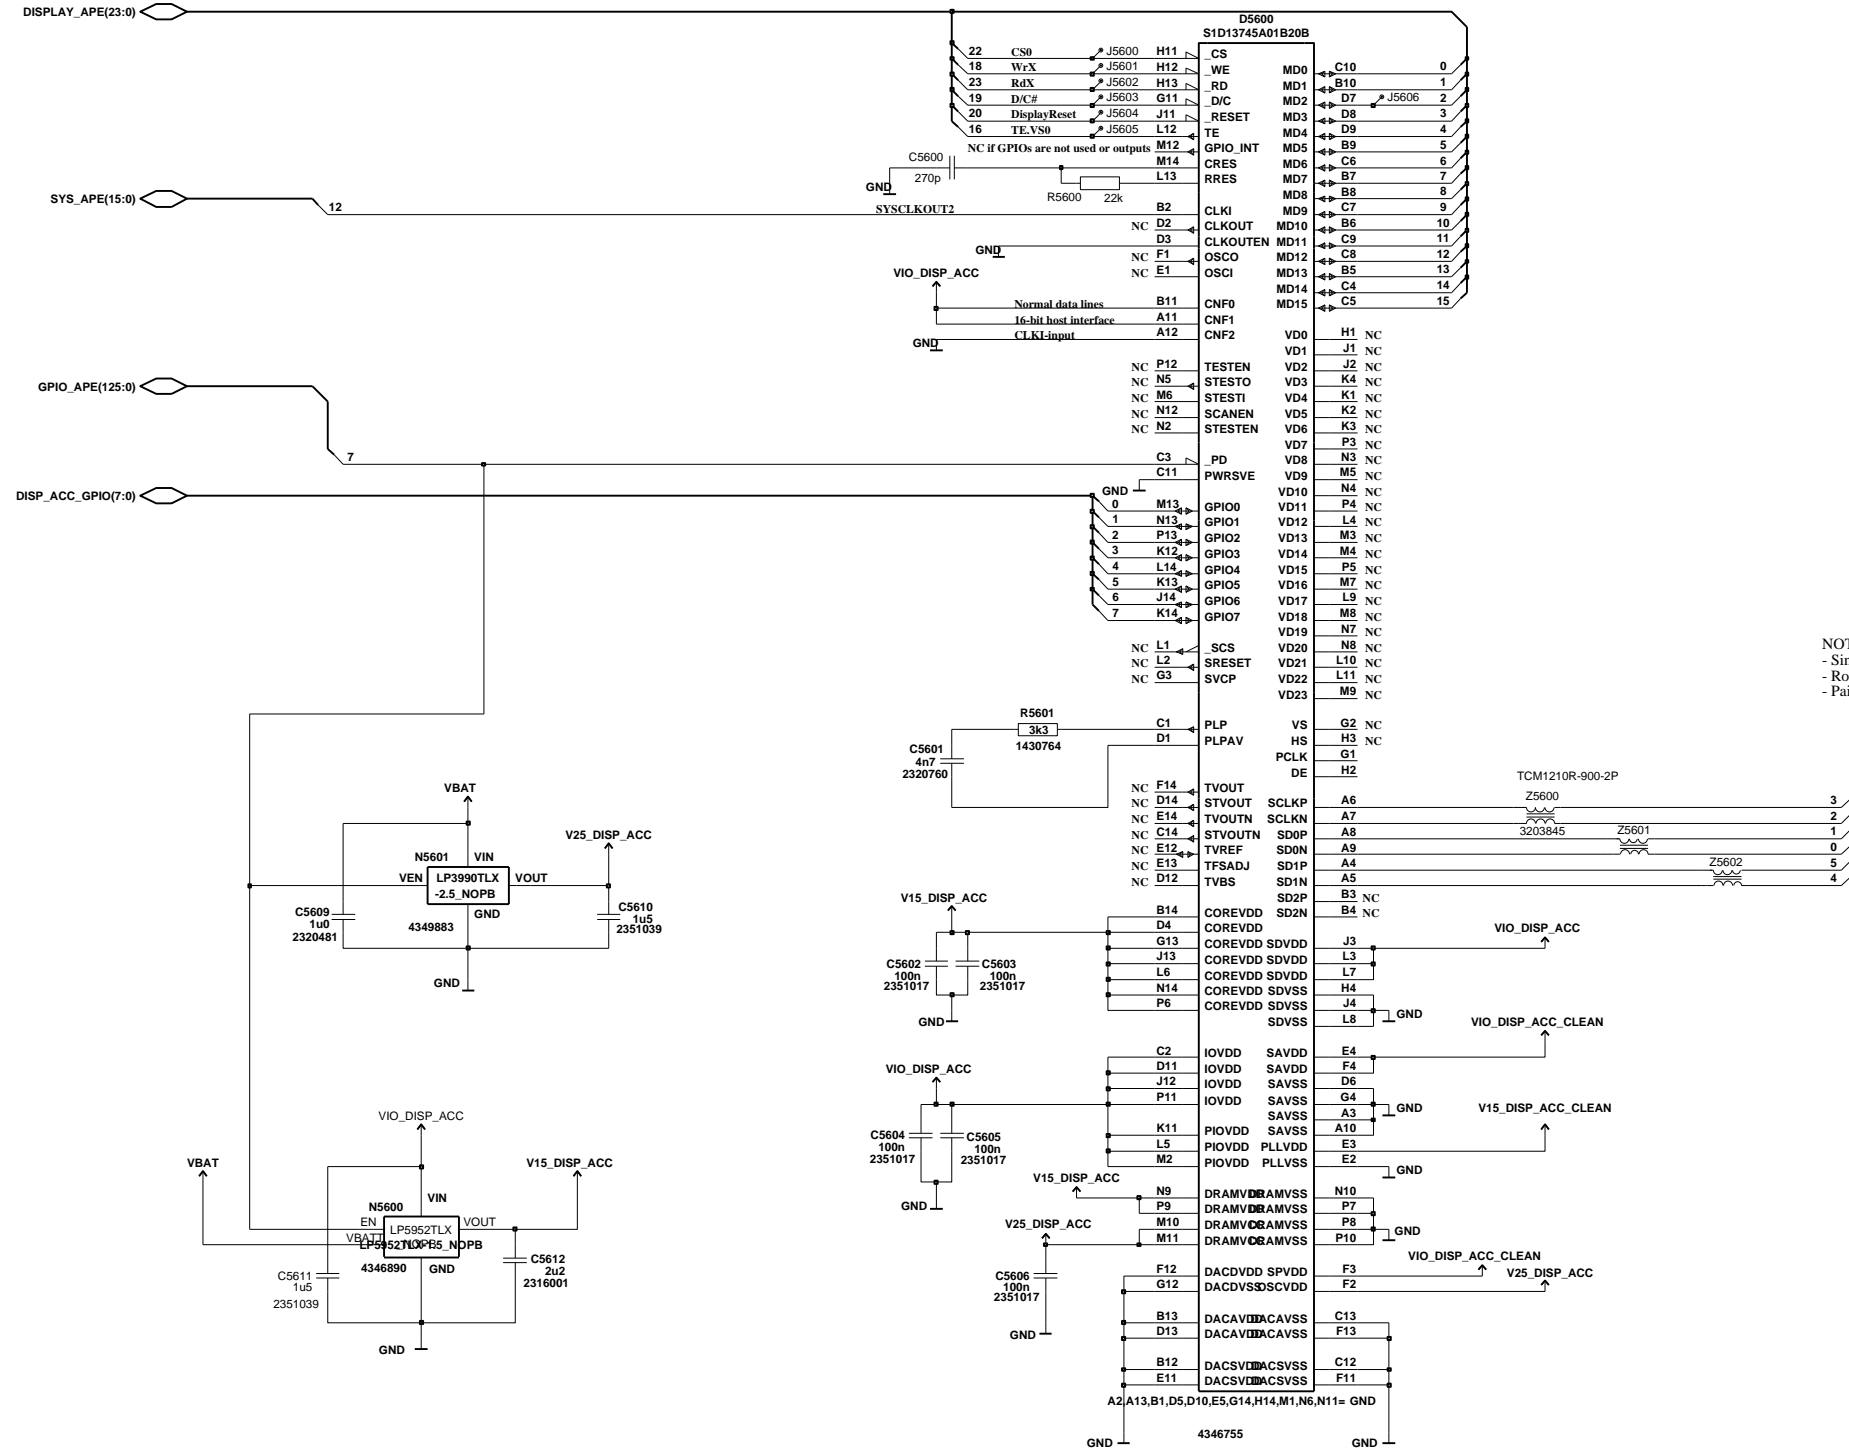 DISPLAY_APE(23:0)
D5600
S1D13745A01B20B
22 CS0 J5600 H11 _CS
18 WrX J5601 H12 _WE MD0 C10 0
23 RdX J5602 H13 _RD MD1 B10 1
19 D/C# J5603 G11 _D/C MD2 D7 J5606 2
20 DisplayReset J5604 J11 _RESET MD3 D8 3
16 TE.VS0 J5605 L12 TE MD4 D9 4
NC if GPIOs are not used or outputs M12 GPIO_INT MD5 B9 5
C5600 270p GND M14 CRES MD6 C6 6
R5600 22k L13 RRES MD7 B7 7
MD8 B8 8
SYS_APE(15:0) 12 SYSCLKOUT2 B2 CLKI MD9 C7 9
NC D2 CLKOUT MD10 B6 10
GND D3 CLKOUTEN MD11 C9 11
NC F1 OSCO MD12 C8 12
NC E1 OSCI MD13 B5 13
VIO_DISP_ACC MD14 C4 14
Normal data lines B11 CNF0 MD15 C5 15
16-bit host interface A11 CNF1
GND CLKI-input A12 CNF2 VD0 H1 NC
VD1 J1 NC
NC P12 TESTEN VD2 J2 NC
GPIO_APE(125:0) NC N5 STESTO VD3 K4 NC
NC M6 STESTI VD4 K1 NC
NC N12 SCANEN VD5 K2 NC
NC N2 STESTEN VD6 K3 NC
VD7 P3 NC
7 C3 _PD VD8 N3 NC
GND C11 PWRSVE VD9 M5 NC
DISP_ACC_GPIO(7:0) VD10 N4 NC
0 M13 GPIO0 VD11 P4 NC
1 N13 GPIO1 VD12 L4 NC
2 P13 GPIO2 VD13 M3 NC
3 K12 GPIO3 VD14 M4 NC
4 L14 GPIO4 VD15 P5 NC
5 K13 GPIO5 VD16 M7 NC
6 J14 GPIO6 VD17 L9 NC
7 K14 GPIO7 VD18 M8 NC
VD19 N7 NC
NC L1 _SCS VD20 N8 NC
NC L2 SRESET VD21 L10 NC
NC G3 SVCP VD22 L11 NC
VD23 M9 NC
NOT
- Sin
- Ro
- Pai
R5601 3k3 1430764 C1 PLP VS G2 NC
C5601 4n7 2320760 D1 PLPAV HS H3 NC
PCLK G1
DE H2
TCM1210R-900-2P
NC F14 TVOUT
NC D14 STVOUT SCLKP A6 Z5600 3
NC E14 TVOUTN SCLKN A7 3203845 2
NC C14 STVOUTN SD0P A8 Z5601 1
NC E12 TVREF SD0N A9 0
NC E13 TFSADJ SD1P A4 Z5602 5
NC D12 TVBS SD1N A5 4
SD2P B3 NC
V15_DISP_ACC B14 COREVDD SD2N B4 NC
D4 COREVDD
G13 COREVDD SDVDD J3 VIO_DISP_ACC
J13 COREVDD SDVDD L3
L6 COREVDD SDVDD L7
N14 COREVDD SDVSS H4
P6 COREVDD SDVSS J4 GND
SDVSS L8
C5602 100n 2351017
C5603 100n 2351017
GND
VIO_DISP_ACC_CLEAN
C2 IOVDD SAVDD E4
VIO_DISP_ACC D11 IOVDD SAVDD F4
J12 IOVDD SAVSS D6
P11 IOVDD SAVSS G4 GND
SAVSS A3
K11 PIOVDD SAVSS A10
V15_DISP_ACC_CLEAN
L5 PIOVDD PLLVDD E3
M2 PIOVDD PLLVSS E2 GND
C5604 100n 2351017
C5605 100n 2351017
GND
V15_DISP_ACC N9 DRAMVDD DRAMVSS N10
P9 DRAMVDD DRAMVSS P7
V25_DISP_ACC M10 DRAMVCC DRAMVSS P8 GND
M11 DRAMVCC DRAMVSS P10
VIO_DISP_ACC_CLEAN
C5606 100n 2351017 GND
F12 DACDVDD SPVDD F3
G12 DACDVSS OSCVDD F2 V25_DISP_ACC
B13 DACAVDD DACAVSS C13
D13 DACAVDD DACAVSS F13
B12 DACSVDD DACSVSS C12
E11 DACSVDD DACSVSS F11
A2,A13,B1,D5,D10,E5,G14,H14,M1,N6,N11= GND
4346755
GND GND
VBAT
V25_DISP_ACC
N5601 VIN
VEN LP3990TLX -2.5_NOPB VOUT
GND
4349883
C5609 1u0 2320481
C5610 1u5 2351039
GND
VIO_DISP_ACC
VBAT
V15_DISP_ACC
N5600 VIN
EN LP5952TLX VOUT
VBATT LP5952TLX-1.5_NOPB
4346890 GND
C5611 1u5 2351039
C5612 2u2 2316001
GND